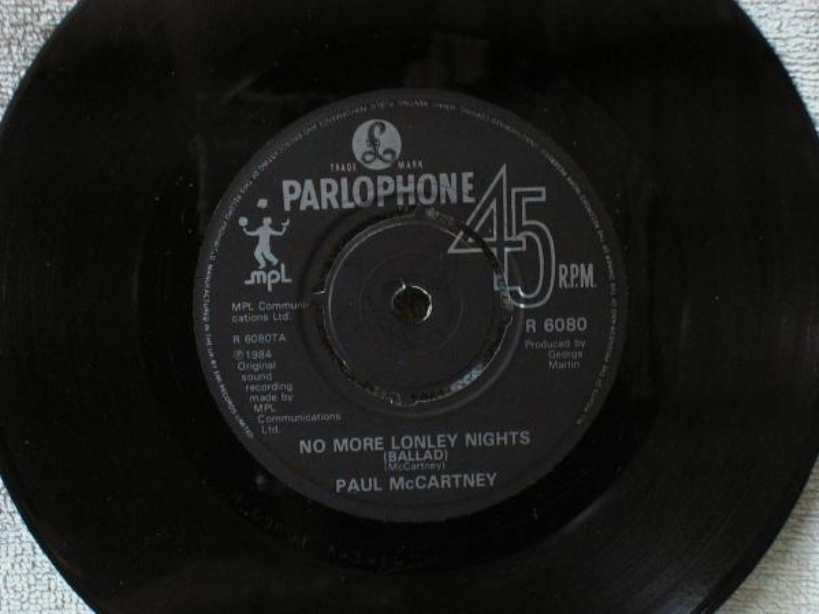 £
TRADE MARK
PARLOPHONE
45
R.P.M.
mpL
MPL Communi-
cations Ltd.
R 6080TA
Ⓟ1984
Original
sound
recording
made by
MPL
Communications
Ltd.
R 6080
Produced by
George
Martin
NO MORE LONLEY NIGHTS
(BALLAD)
(McCartney)
PAUL McCARTNEY